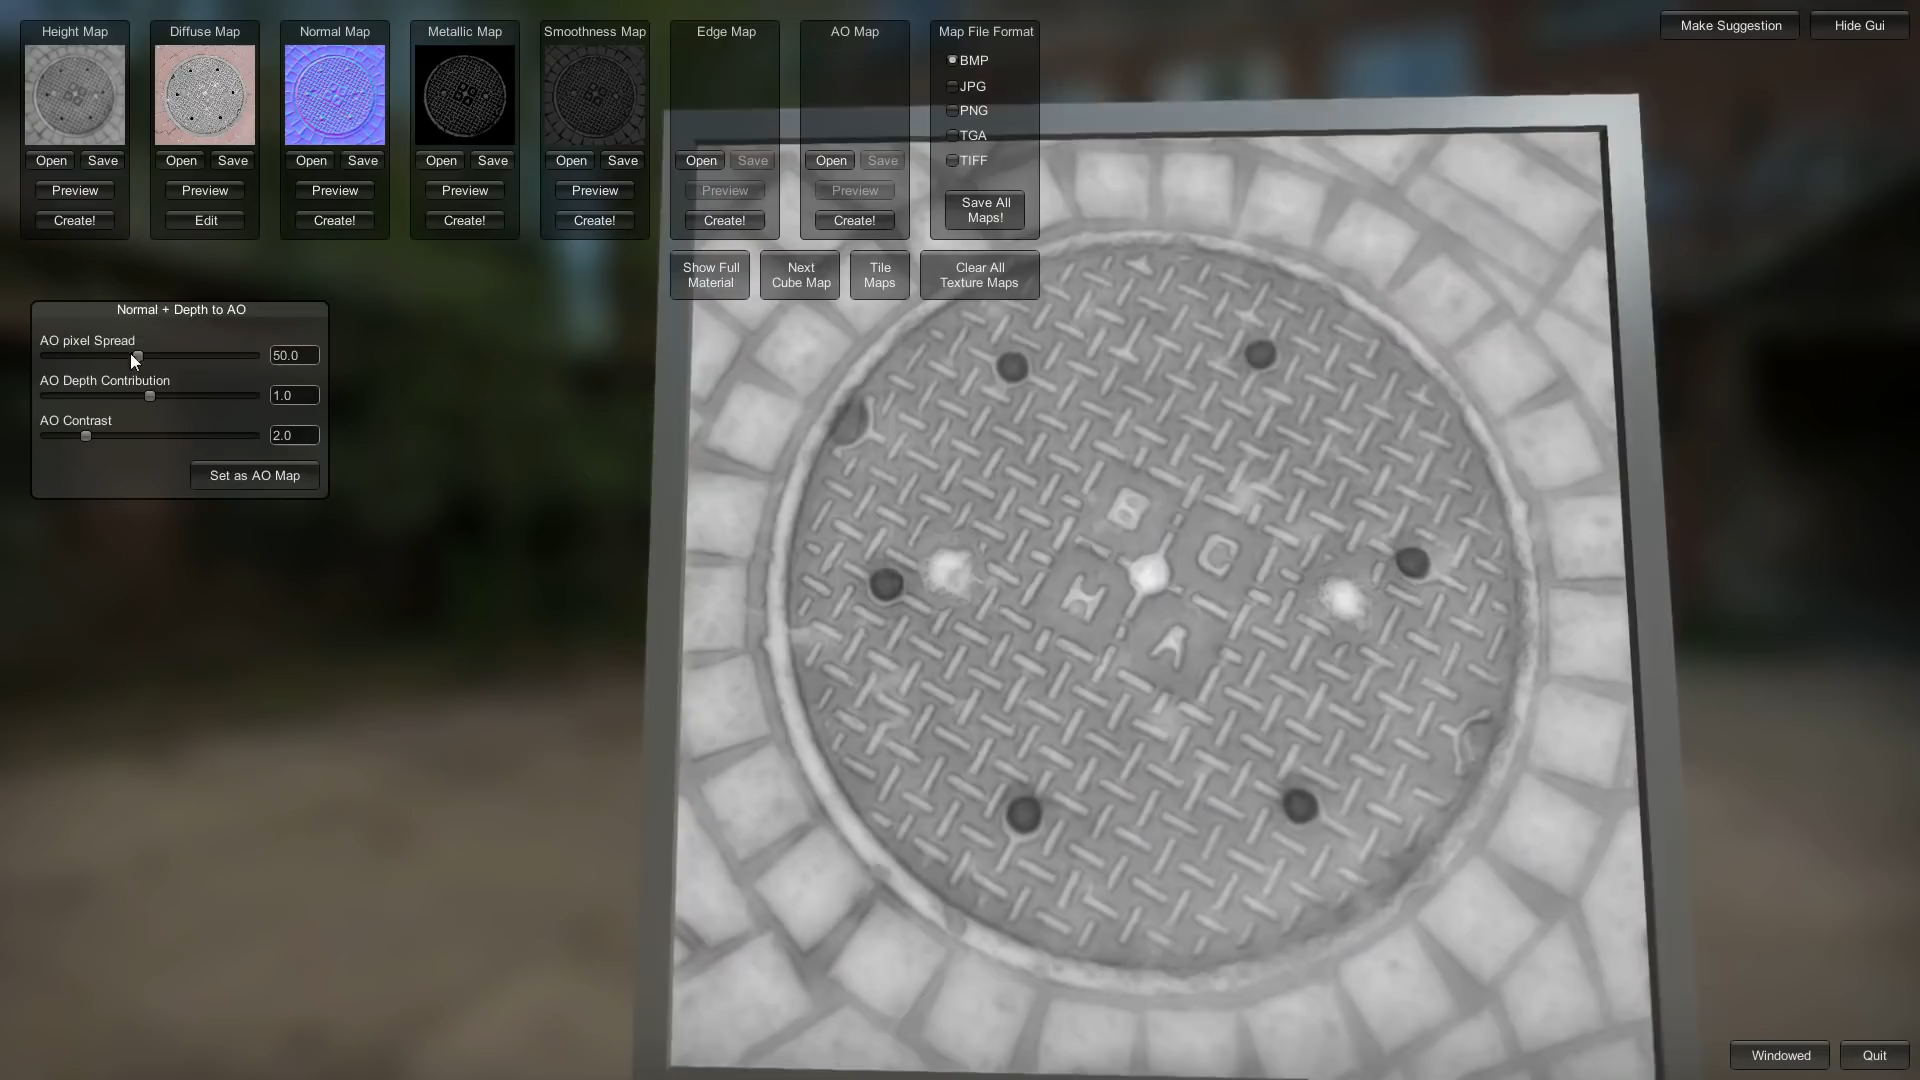 Height Map
Diffuse Map
Normal Map
Metallic Map
Smoothness Map
Edge Map
AO Map
Map File Format
Make Suggestion
Hide Gui
BMP
JPG
PNG
TGA
TIFF
Open Save
Open Save
Open Save
Open Save
Open Save
Open Save
Open Save
Preview
Preview
Preview
Preview
Preview
Preview
Preview
Create!
Edit
Create!
Create!
Create!
Create!
Create!
Save All
Maps!
Show Full
Material
Next
Cube Map
Tile
Maps
Clear All
Texture Maps
Normal + Depth to AO
AO pixel Spread
50.0
AO Depth Contribution
1.0
AO Contrast
2.0
Set as AO Map
B
C
H
A
Windowed
Quit